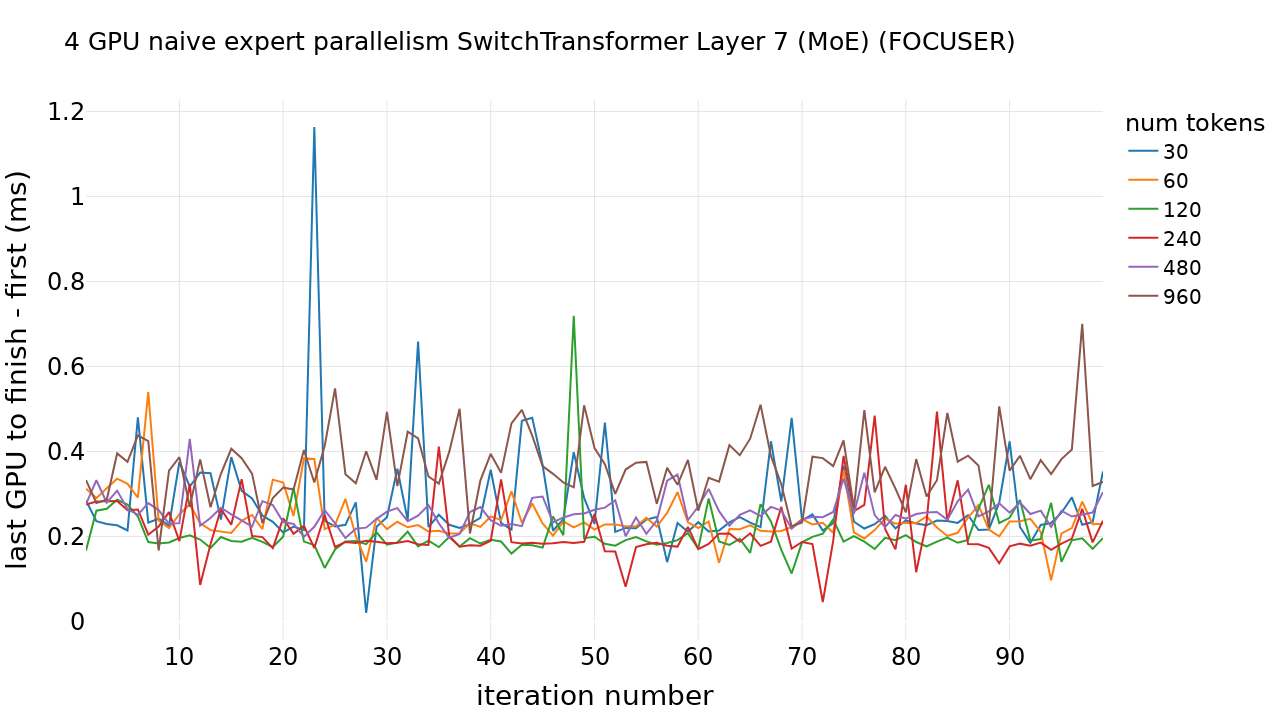 4 GPU naive expert parallelism SwitchTransformer Layer 7 (MoE) (FOCUSER)
last GPU to finish - first (ms)
1.2
1
0.8
0.6
0.4
0.2
0
10 20 30 40 50 60 70 80 90
iteration number
num tokens
30
60
120
240
480
960